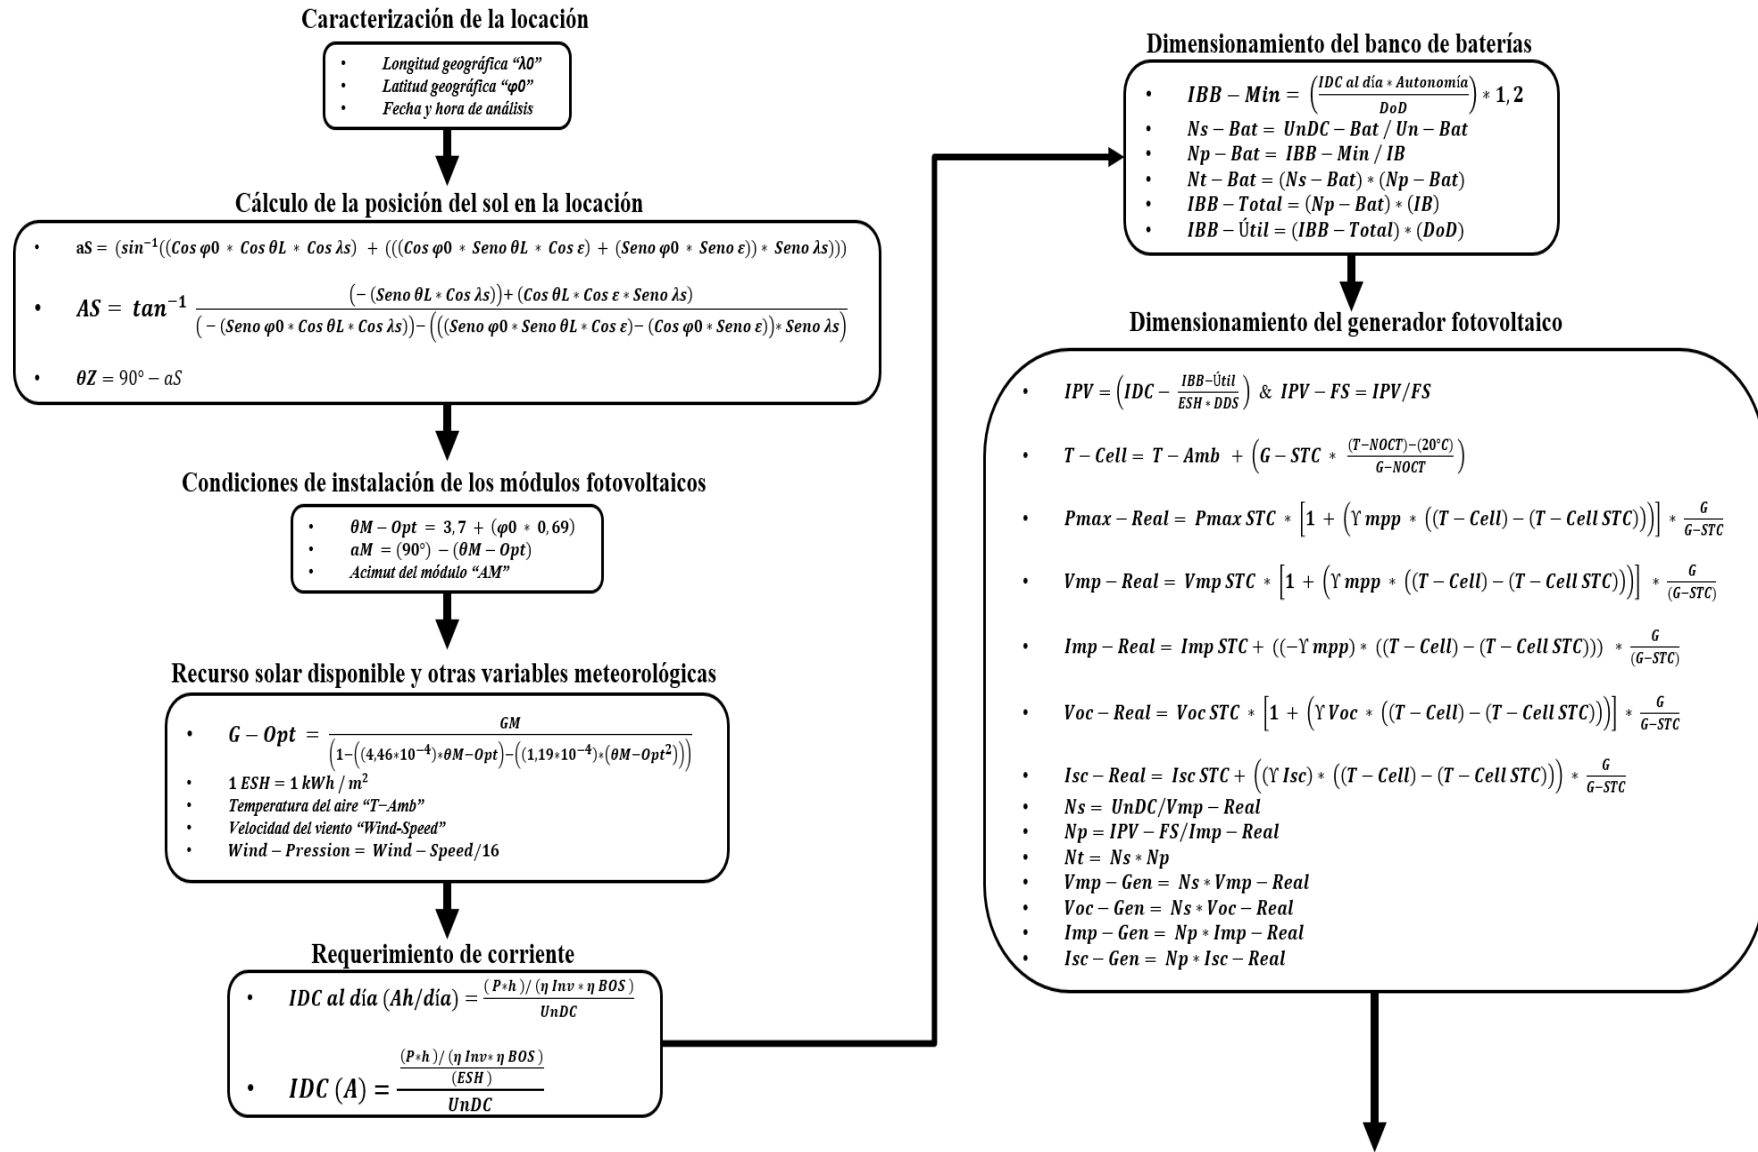 Caracterización de la locación
• Longitud geográfica “λ0”
• Latitud geográfica “φ0”
• Fecha y hora de análisis
Cálculo de la posición del sol en la locación
• aS = (sin⁻¹((Cos φ0 * Cos θL * Cos λs) + (((Cos φ0 * Seno θL * Cos ε) + (Seno φ0 * Seno ε)) * Seno λs)))
• AS = tan⁻¹ (−(Seno θL * Cos λs)) + (Cos θL * Cos ε * Seno λs) / (−(Seno φ0 * Cos θL * Cos λs)) − (((Seno φ0 * Seno θL * Cos ε) − (Cos φ0 * Seno ε)) * Seno λs)
• θZ = 90° − aS
Condiciones de instalación de los módulos fotovoltaicos
• θM − Opt = 3,7 + (φ0 * 0,69)
• aM = (90°) − (θM − Opt)
• Acimut del módulo “AM”
Recurso solar disponible y otras variables meteorológicas
• G − Opt = GM / (1−((4,46*10⁻⁴)*θM−Opt)−((1,19*10⁻⁴)*(θM−Opt²)))
• 1 ESH = 1 kWh / m²
• Temperatura del aire “T−Amb”
• Velocidad del viento “Wind-Speed”
• Wind − Pression = Wind − Speed/16
Requerimiento de corriente
• IDC al día (Ah/día) = (P*h)/(η Inv * η BOS) / UnDC
• IDC (A) = (P*h)/(η Inv* η BOS) / (ESH) / UnDC
Dimensionamiento del banco de baterías
• IBB − Min = (IDC al día * Autonomía / DoD) * 1,2
• Ns − Bat = UnDC − Bat / Un − Bat
• Np − Bat = IBB − Min / IB
• Nt − Bat = (Ns − Bat) * (Np − Bat)
• IBB − Total = (Np − Bat) * (IB)
• IBB − Útil = (IBB − Total) * (DoD)
Dimensionamiento del generador fotovoltaico
• IPV = (IDC − IBB−Útil / ESH * DDS) & IPV − FS = IPV/FS
• T − Cell = T − Amb + (G − STC * (T−NOCT)−(20°C) / G−NOCT)
• Pmax − Real = Pmax STC * [1 + (ϒ mpp * ((T − Cell) − (T − Cell STC)))] * G / G−STC
• Vmp − Real = Vmp STC * [1 + (ϒ mpp * ((T − Cell) − (T − Cell STC)))] * G / (G−STC)
• Imp − Real = Imp STC + ((−ϒ mpp) * ((T − Cell) − (T − Cell STC))) * G / (G−STC)
• Voc − Real = Voc STC * [1 + (ϒ Voc * ((T − Cell) − (T − Cell STC)))] * G / G−STC
• Isc − Real = Isc STC + ((ϒ Isc) * ((T − Cell) − (T − Cell STC))) * G / G−STC
• Ns = UnDC/Vmp − Real
• Np = IPV − FS/Imp − Real
• Nt = Ns * Np
• Vmp − Gen = Ns * Vmp − Real
• Voc − Gen = Ns * Voc − Real
• Imp − Gen = Np * Imp − Real
• Isc − Gen = Np * Isc − Real